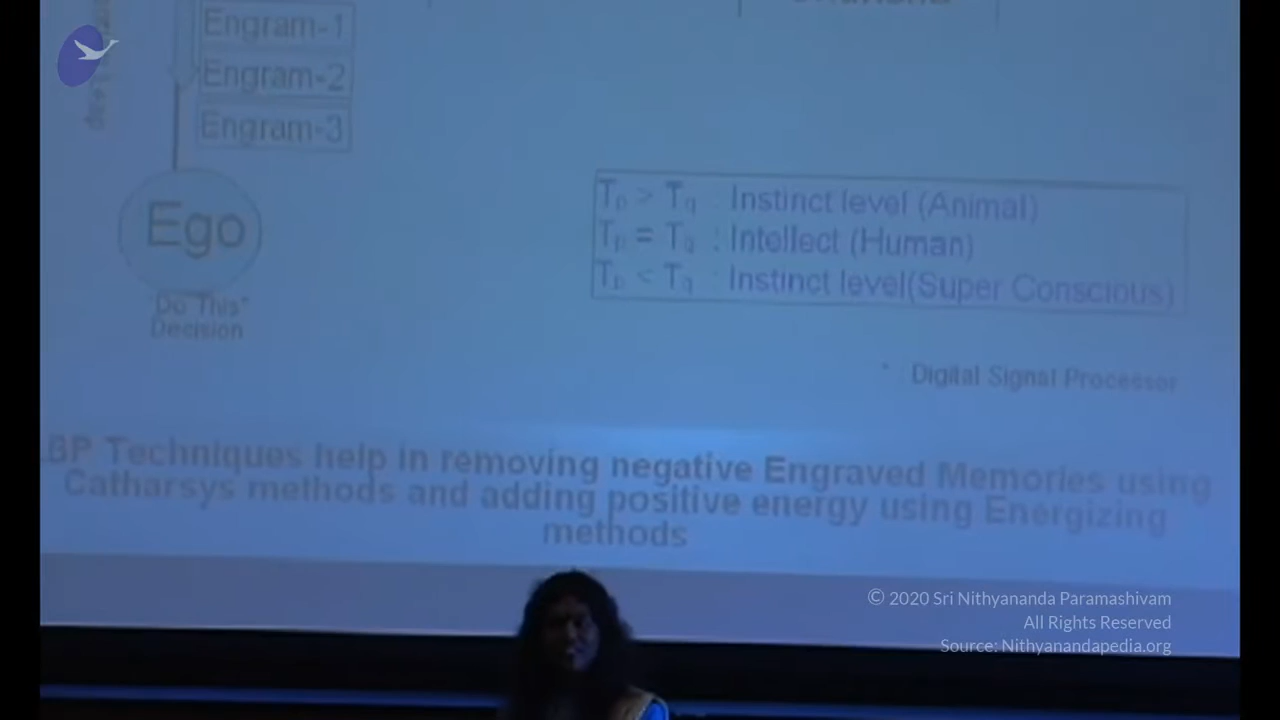 Engram-1
Engram-2
Engram-3
Ego
Do This*
Decision
Tp > Tq : Instinct level (Animal)
Tp = Tq : Intellect (Human)
Tp < Tq : Instinct level(Super Conscious)
* Digital Signal Processor
BP Techniques help in removing negative Engraved Memories using
Catharsys methods and adding positive energy using Energizing
methods
© 2020 Sri Nithyananda Paramashivam
All Rights Reserved
Source: Nithyanandapedia.org